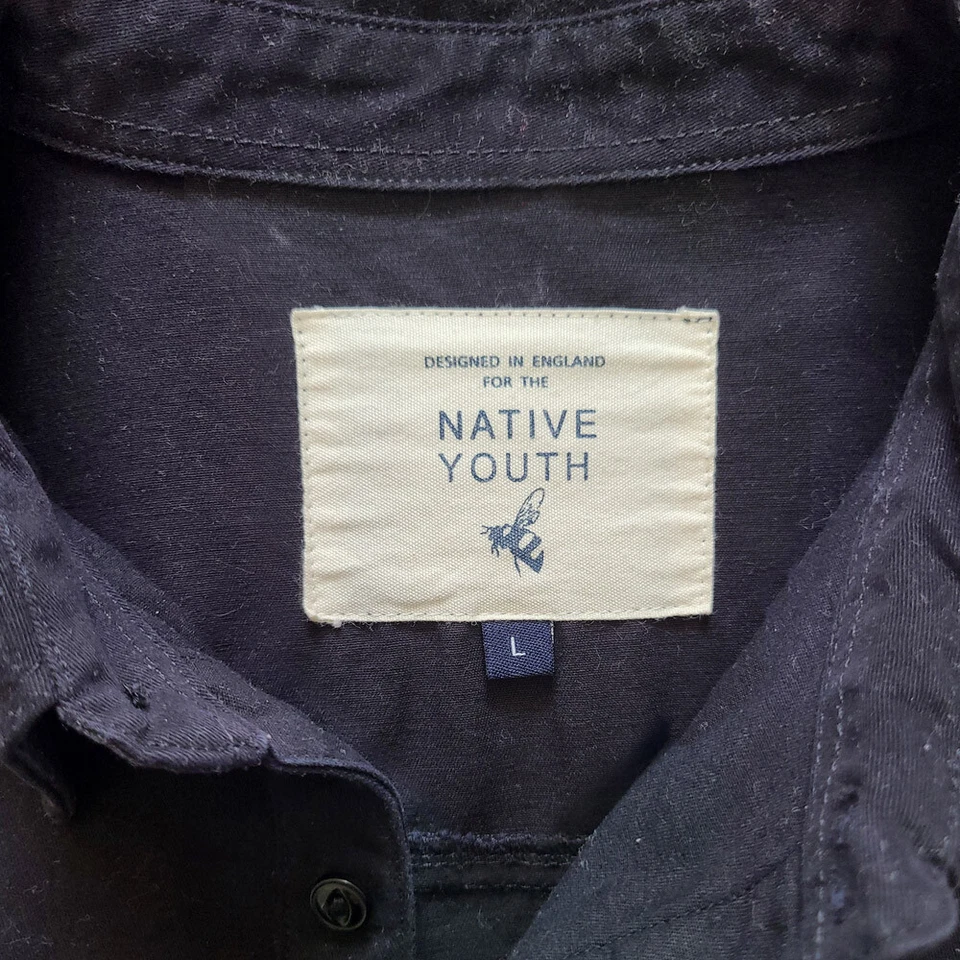 DESIGNED IN ENGLAND
FOR THE
NATIVE
YOUTH
L